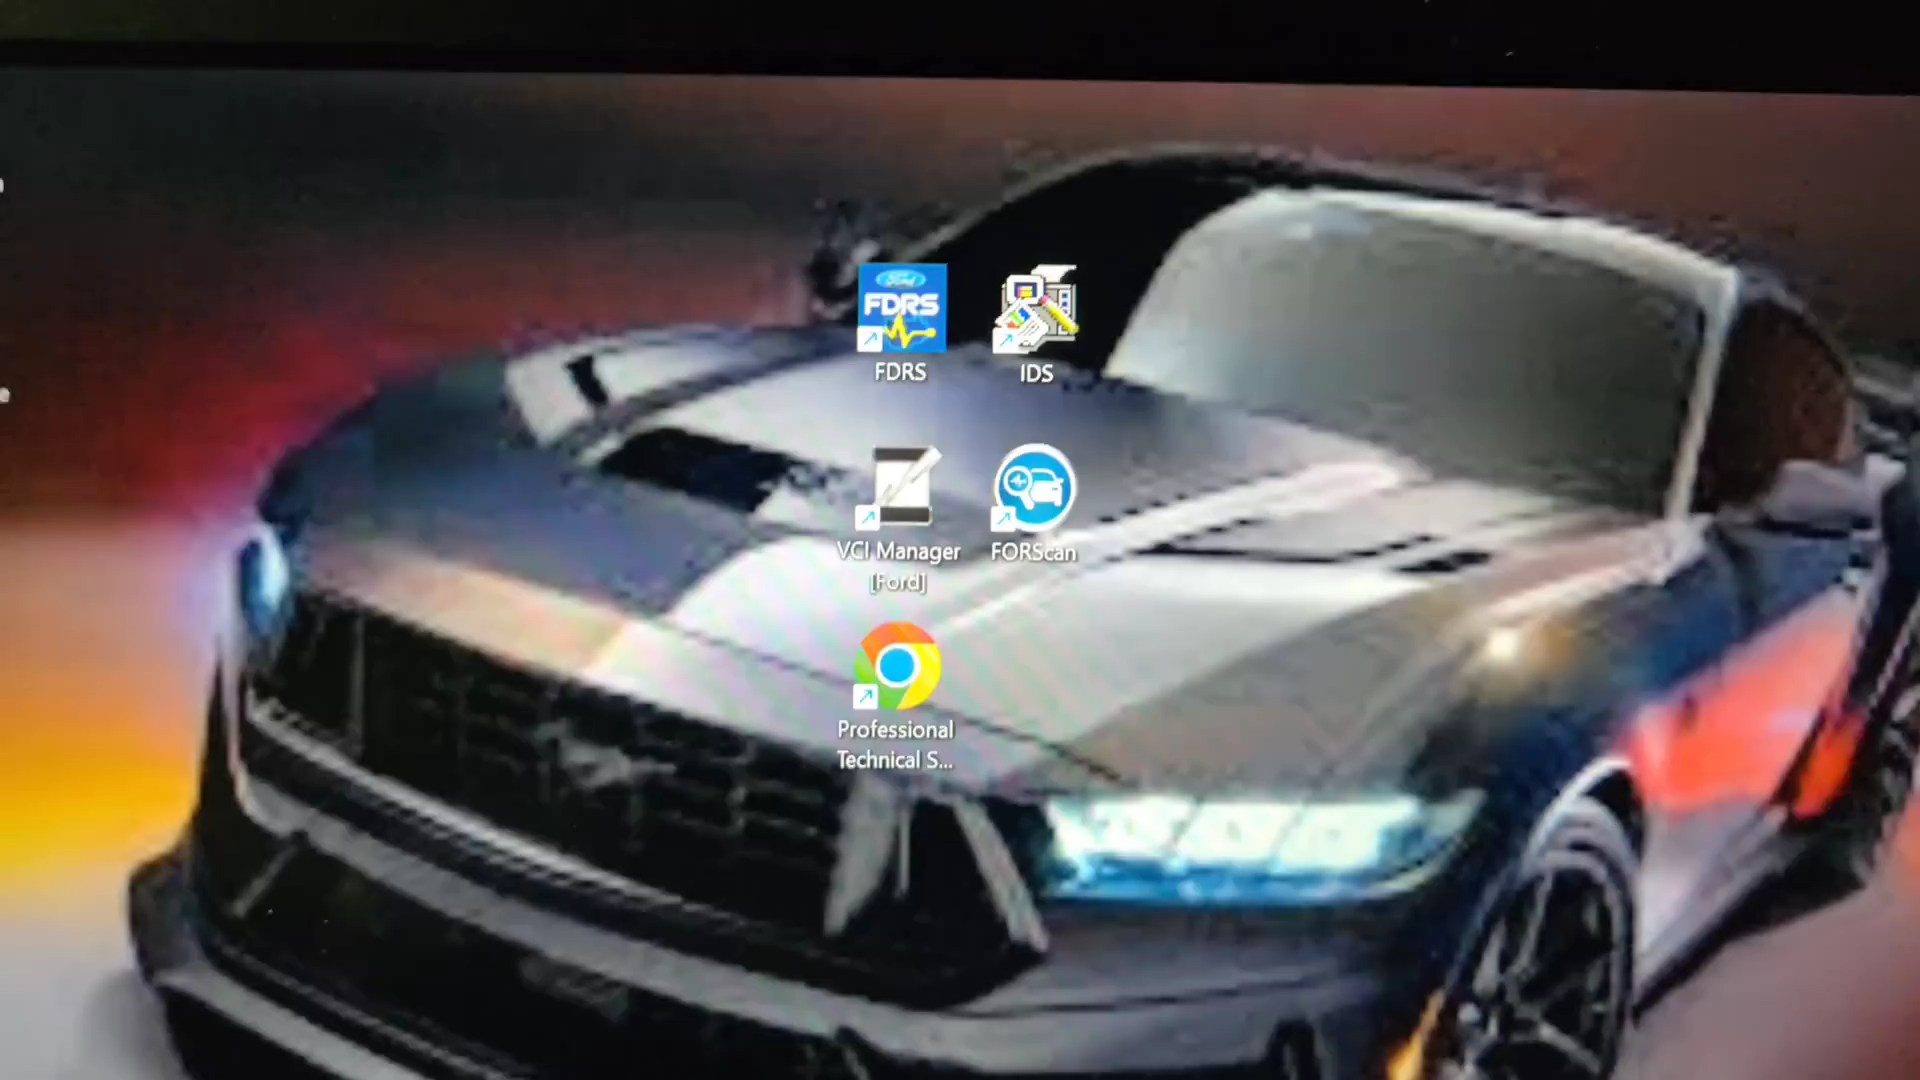 Ford
FDRS
FDRS
IDS
VCI Manager
[Ford]
FORScan
Professional
Technical S...